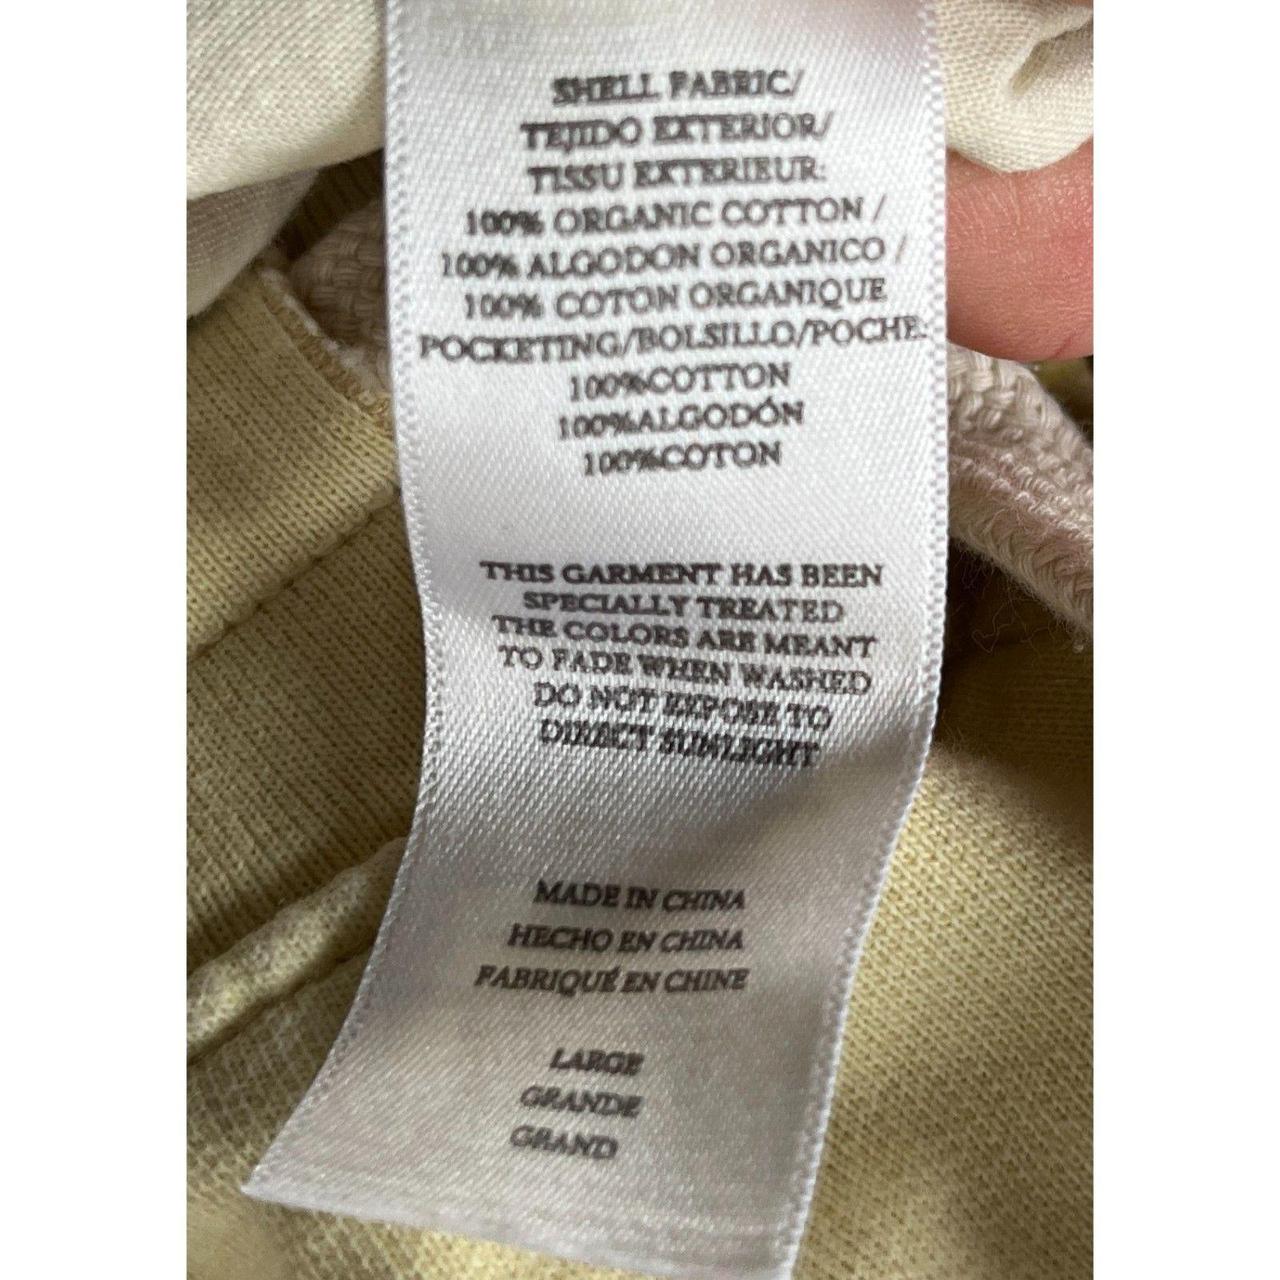 SHELL FABRIC/
TEJIDO EXTERIOR/
TISSU EXTERIEUR:
100% ORGANIC COTTON /
100% ALGODON ORGANICO /
100% COTON ORGANIQUE
POCKETING/BOLSILLO/POCHE:
100%COTTON
100%ALGODÓN
100%COTON
THIS GARMENT HAS BEEN
SPECIALLY TREATED
THE COLORS ARE MEANT
TO FADE WHEN WASHED
DO NOT EXPOSE TO
DIRECT SUNLIGHT
MADE IN CHINA
HECHO EN CHINA
FABRIQUÉ EN CHINE
LARGE
GRANDE
GRAND